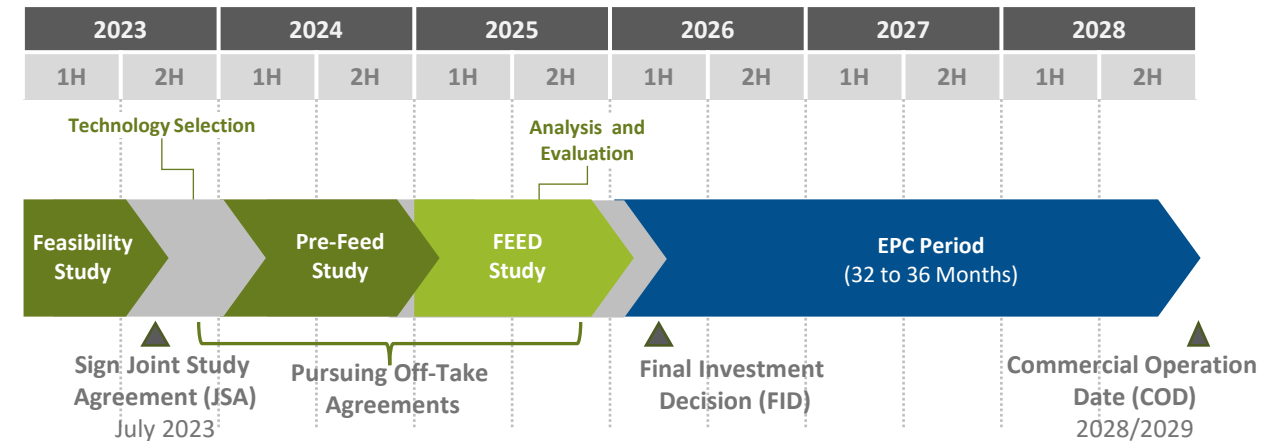 2023 2024 2025 2026 2027 2028
1H 2H 1H 2H 1H 2H 1H 2H 1H 2H 1H 2H
Technology Selection
Analysis and
Evaluation
Feasibility
Study
Pre-Feed
Study
FEED
Study
EPC Period
(32 to 36 Months)
Sign Joint Study
Agreement (JSA)
July 2023
Pursuing Off-Take
Agreements
Final Investment
Decision (FID)
Commercial Operation
Date (COD)
2028/2029